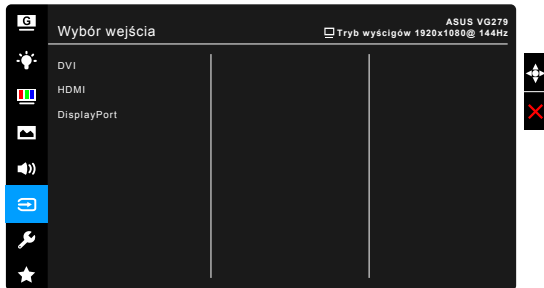 G
Wybór wejścia
ASUS VG279
Tryb wyścigów 1920x1080@ 144Hz
DVI
HDMI
DisplayPort